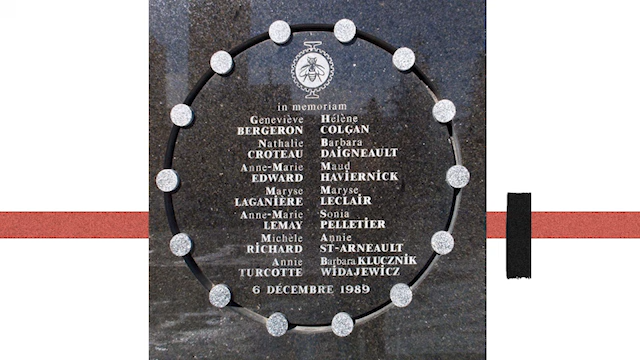 in memoriam
Geneviève Hélène
BERGERON COLGAN
Nathalie Barbara
CROTEAU DAIGNEAULT
Anne-Marie Maud
EDWARD HAVIERNICK
Maryse Maryse
LAGANIÈRE LECLAIR
Anne-Marie Sonia
LEMAY PELLETIER
Michèle Annie
RICHARD ST-ARNEAULT
Annie Barbara KLUCZNIK
TURCOTTE WIDAJEWICZ
6 DÉCEMBRE 1989